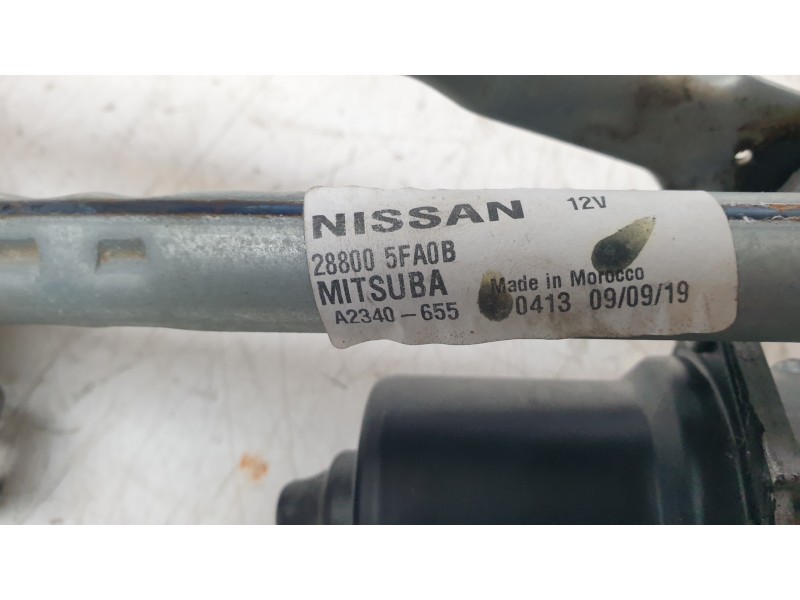 NISSAN 12V
28800 5FA0B
MITSUBA Made in Morocco
A2340-655 0413 09/09/19